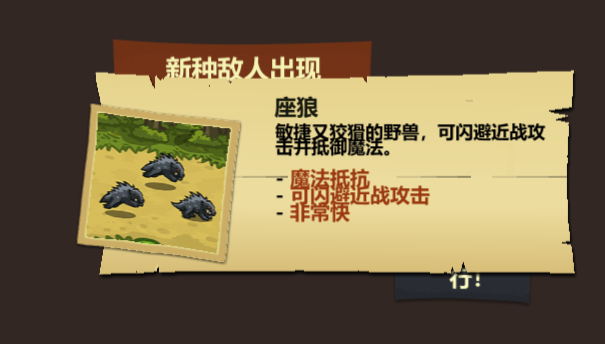 新种敌人出现
座狼
敏捷又狡猾的野兽，可闪避近战攻
击并抵御魔法。
- 魔法抵抗
- 可闪避近战攻击
- 非常快
行！